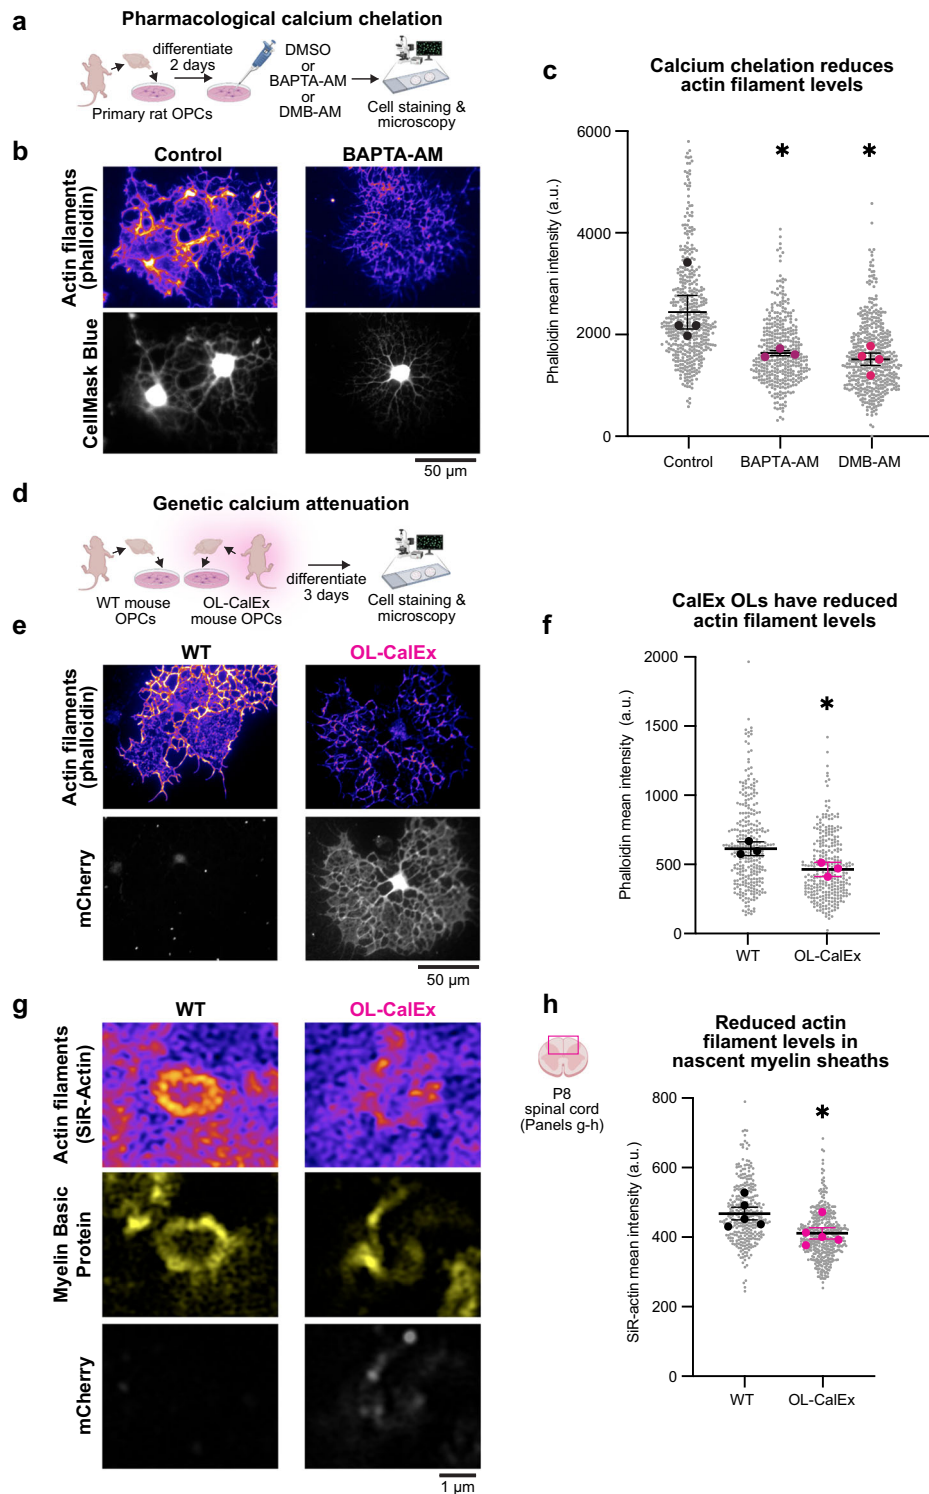 a
Pharmacological calcium chelation
differentiate
2 days
DMSO
or
BAPTA-AM
or
DMB-AM
Primary rat OPCs
Cell staining &
microscopy
b
Control
BAPTA-AM
Actin filaments
(phalloidin)
CellMask Blue
50 µm
c
Calcium chelation reduces
actin filament levels
Phalloidin mean intensity (a.u.)
6000
4000
2000
0
*
*
Control
BAPTA-AM
DMB-AM
d
Genetic calcium attenuation
WT mouse
OPCs
OL-CalEx
mouse OPCs
differentiate
3 days
Cell staining &
microscopy
e
WT
OL-CalEx
Actin filaments
(phalloidin)
mCherry
50 µm
f
CalEx OLs have reduced
actin filament levels
Phalloidin mean intensity (a.u.)
2000
1500
1000
500
0
*
WT
OL-CalEx
g
WT
OL-CalEx
Actin filaments
(SiR-Actin)
Myelin Basic
Protein
mCherry
1 µm
h
P8
spinal cord
(Panels g-h)
Reduced actin
filament levels in
nascent myelin sheaths
SiR-actin mean intensity (a.u.)
800
600
400
200
0
*
WT
OL-CalEx